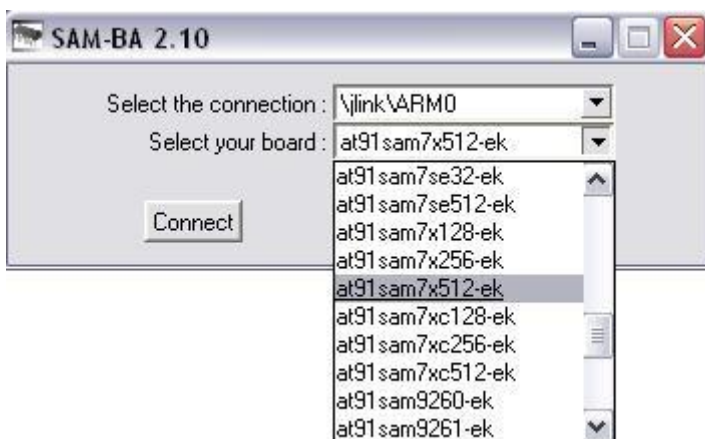 SAM-BA 2.10
Select the connection : \jlink\ARM0
Select your board : at91sam7x512-ek
at91sam7se32-ek
at91sam7se512-ek
at91sam7x128-ek
Connect
at91sam7x256-ek
at91sam7x512-ek
at91sam7xc128-ek
at91sam7xc256-ek
at91sam7xc512-ek
at91sam9260-ek
at91sam9261-ek